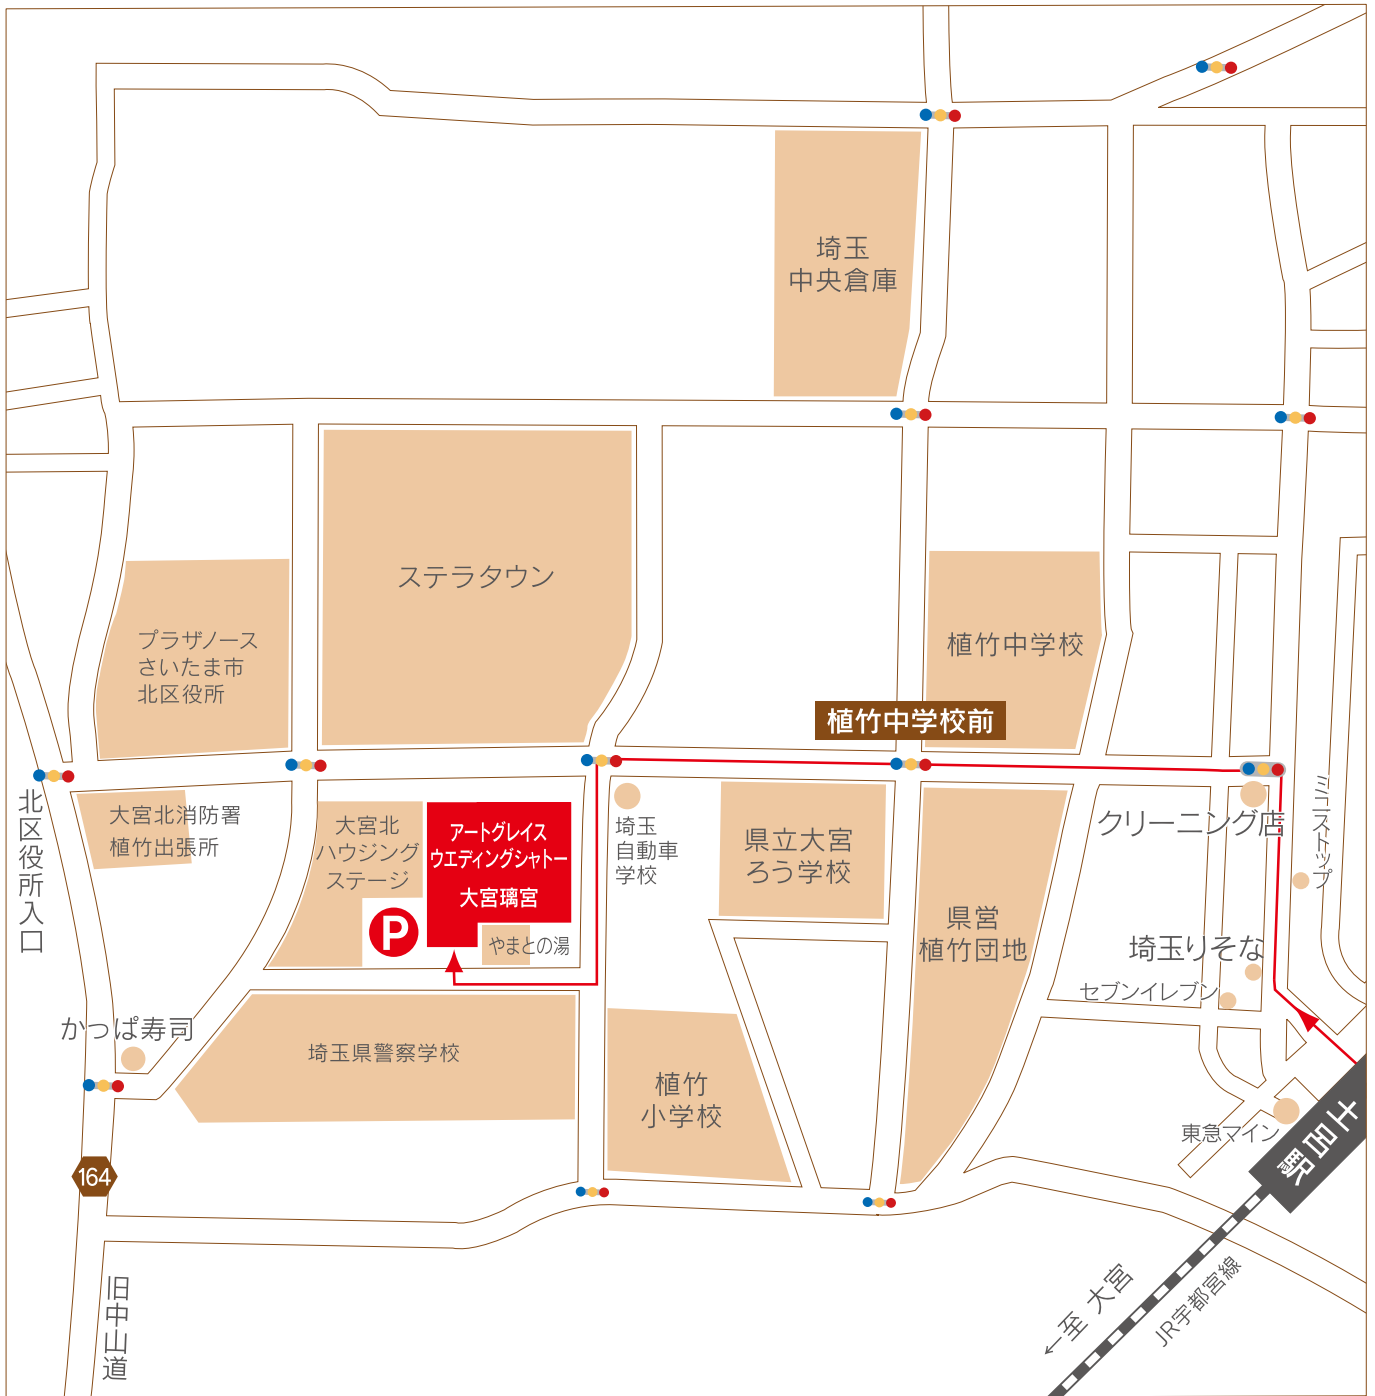 埼玉
中央倉庫
ステラタウン
プラザノース
さいたま市
北区役所
植竹中学校
植竹中学校前
北区役所入口
大宮北消防署
植竹出張所
大宮北
ハウジング
ステージ
アートグレイス
ウエディングシャトー
大宮璃宮
P
やまとの湯
埼玉
自動車
学校
県立大宮
ろう学校
県営
植竹団地
クリーニング店
ミニストップ
埼玉りそな
セブンイレブン
かっぱ寿司
埼玉県警察学校
植竹
小学校
東急マイン
土呂駅
164
旧中山道
←至 大宮
JR宇都宮線